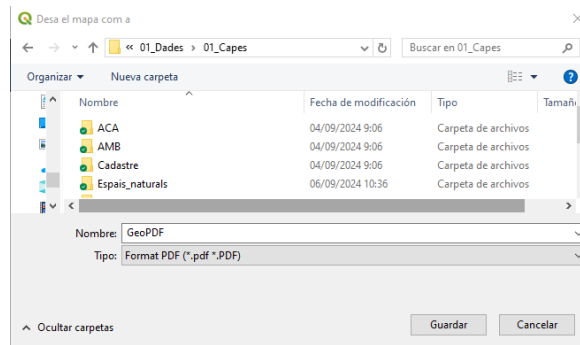 Desa el mapa com a
« 01_Dades › 01_Capes
Buscar en 01_Capes
Organizar
Nueva carpeta
Nombre Fecha de modificación Tipo Tamañ
ACA 04/09/2024 9:06 Carpeta de archivos
AMB 04/09/2024 9:06 Carpeta de archivos
Cadastre 04/09/2024 9:06 Carpeta de archivos
Espais_naturals 06/09/2024 10:36 Carpeta de archivos
Nombre: GeoPDF
Tipo: Format PDF (*.pdf *.PDF)
Ocultar carpetas
Guardar
Cancelar